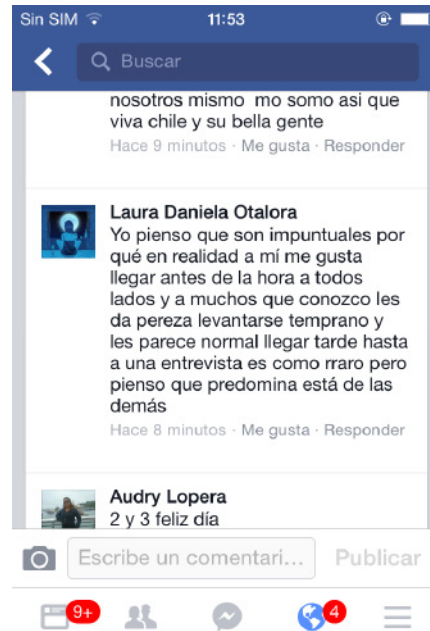 Sin SIM 11:53
Buscar
nosotros mismo mo somo asi que
viva chile y su bella gente
Hace 9 minutos · Me gusta · Responder
Laura Daniela Otalora
Yo pienso que son impuntuales por
qué en realidad a mí me gusta
llegar antes de la hora a todos
lados y a muchos que conozco les
da pereza levantarse temprano y
les parece normal llegar tarde hasta
a una entrevista es como rraro pero
pienso que predomina está de las
demás
Hace 8 minutos · Me gusta · Responder
Audry Lopera
2 y 3 feliz día
Escribe un comentari... Publicar
9+ 4